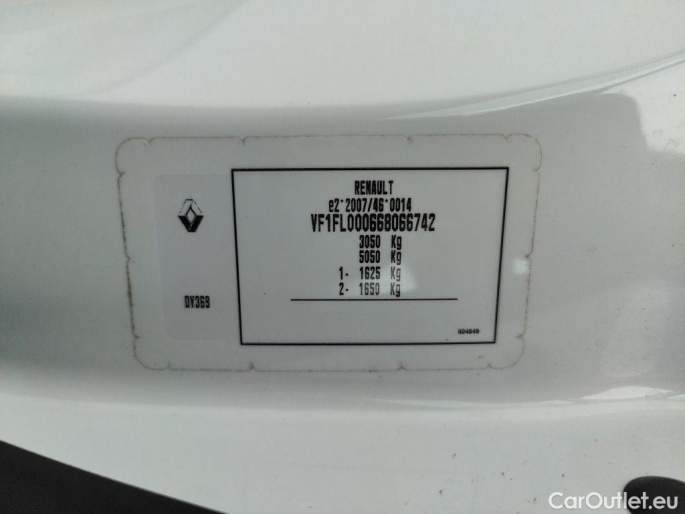 RENAULT
e2*2007/46*0014
VF1FL000668066742
3050 Kg
5050 Kg
1- 1625 Kg
2- 1650 Kg
DY369
CarOutlet.eu